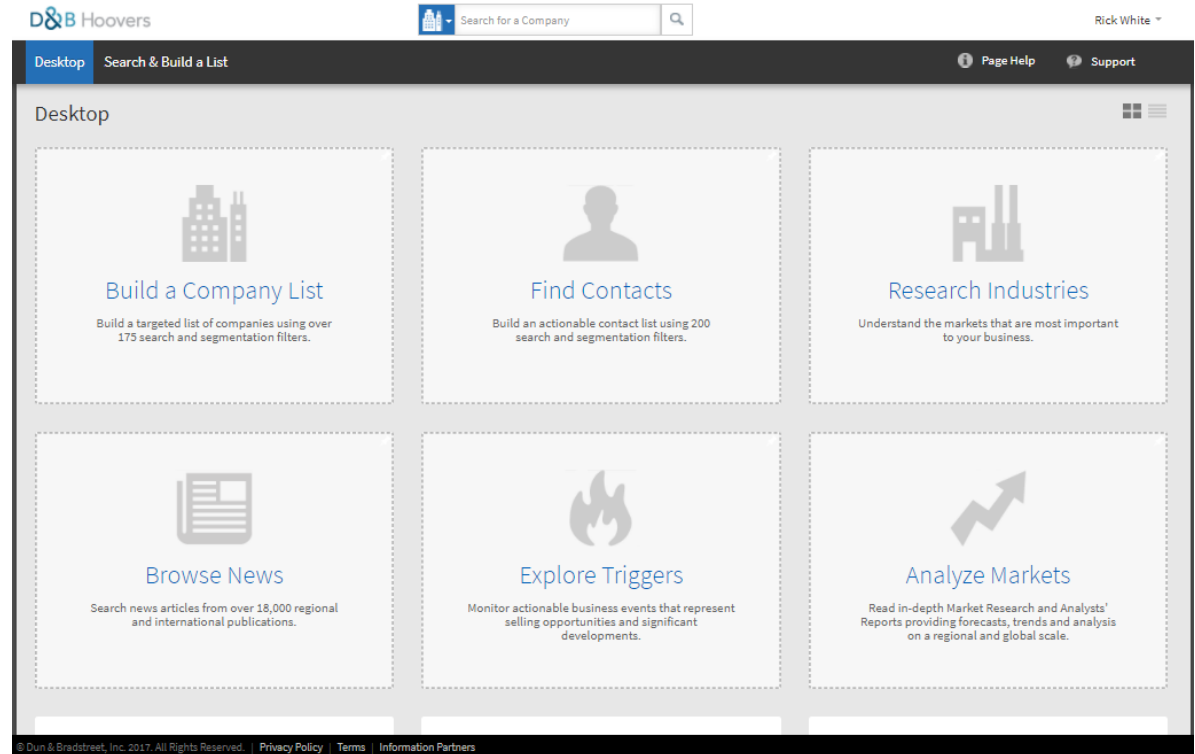 D&B Hoovers
Search for a Company
Rick White
Desktop
Search & Build a List
Page Help
Support
Desktop
Build a Company List
Build a targeted list of companies using over
175 search and segmentation filters.
Find Contacts
Build an actionable contact list using 200
search and segmentation filters.
Research Industries
Understand the markets that are most important
to your business.
Browse News
Search news articles from over 18,000 regional
and international publications.
Explore Triggers
Monitor actionable business events that represent
selling opportunities and significant
developments.
Analyze Markets
Read in-depth Market Research and Analysts'
Reports providing forecasts, trends and analysis
on a regional and global scale.
© Dun & Bradstreet, Inc. 2017. All Rights Reserved. | Privacy Policy | Terms | Information Partners